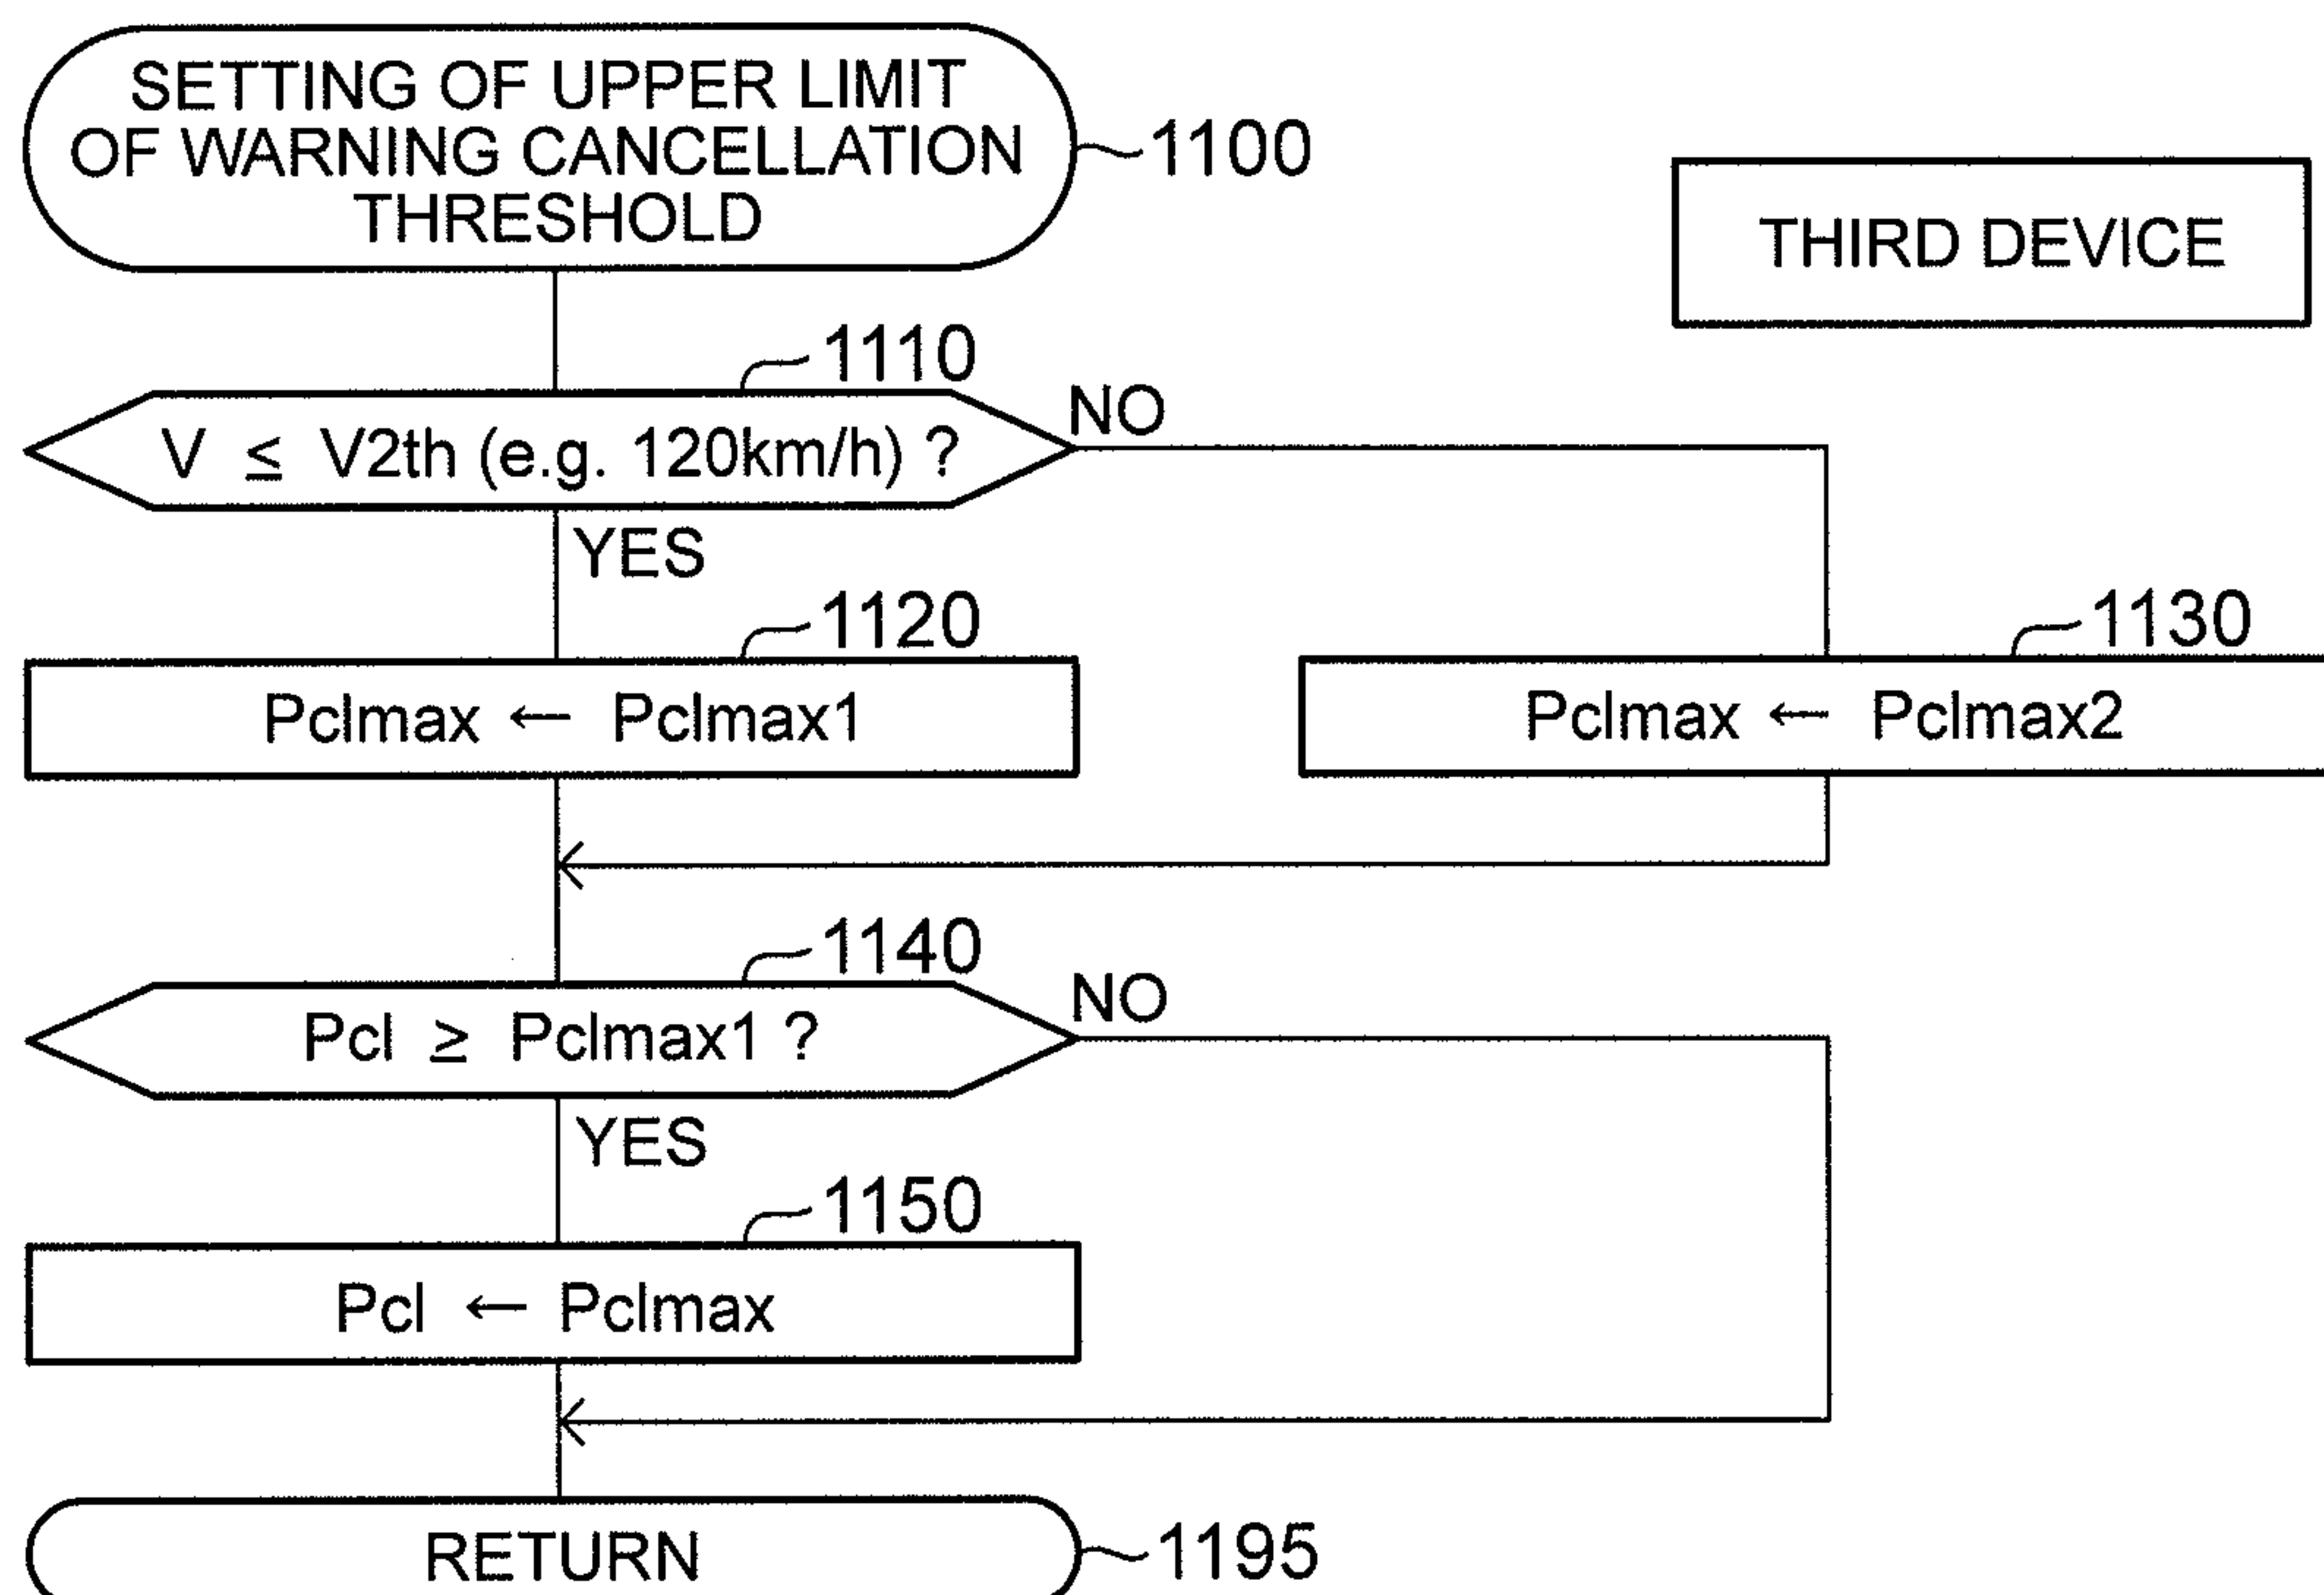 SETTING OF UPPER LIMIT
OF WARNING CANCELLATION
THRESHOLD
1100
THIRD DEVICE
1110
V ≤ V2th (e.g. 120km/h) ?
NO
YES
1120
Pclmax ← Pclmax1
1130
Pclmax ← Pclmax2
1140
Pcl ≥ Pclmax1 ?
NO
YES
1150
Pcl ← Pclmax
RETURN
1195